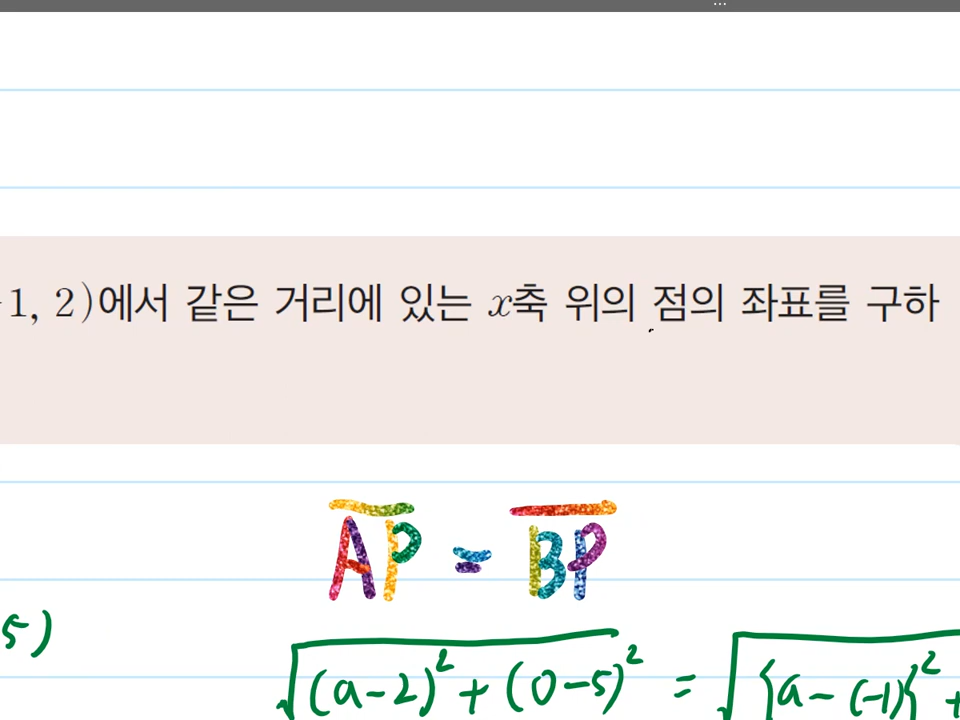 -1, 2)에서 같은 거리에 있는 x축 위의 점의 좌표를 구하
AP = BP
5)
√(a-2)²+(0-5)² = √{a-(-1)}²+